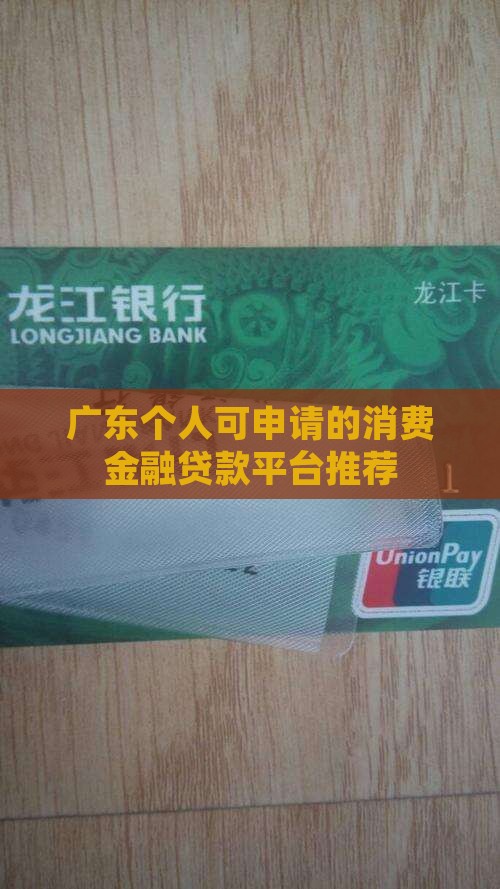 龙江银行
龙江卡
LONGJIANG BANK
广东个人可申请的消费
金融贷款平台推荐
UnionPay
银联